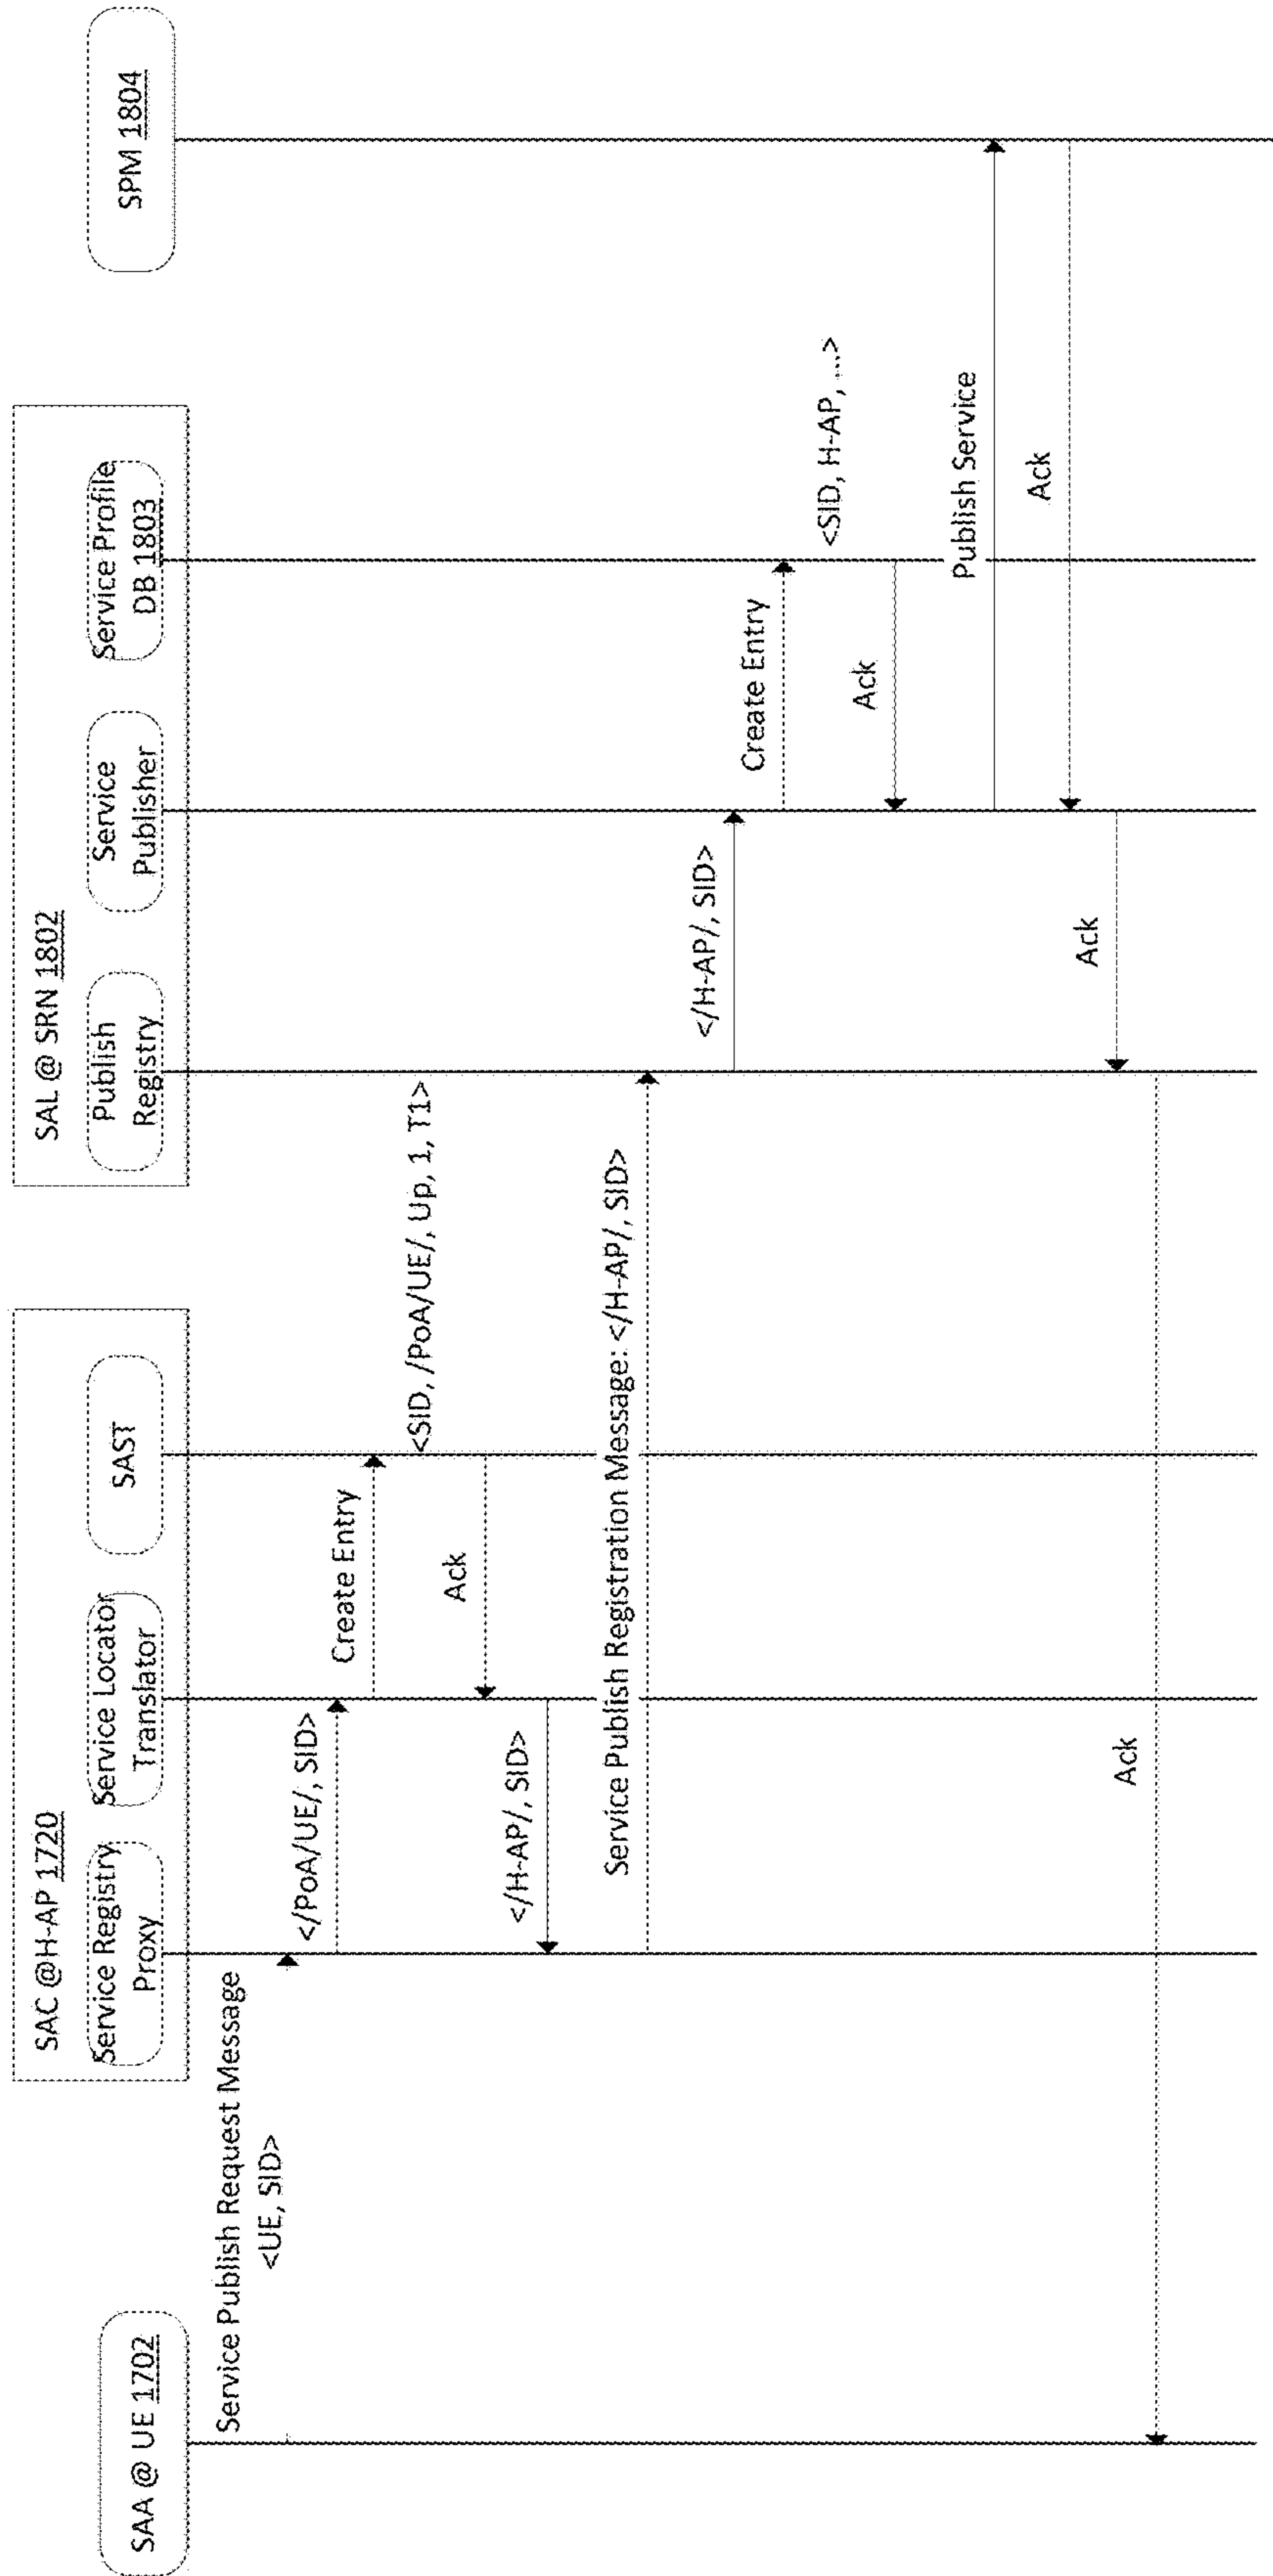 SAA @ UE 1702
SAC @H-AP 1720
Service Registry
Proxy
Service Locator
Translator
SAST
SAL @ SRN 1802
Publish
Registry
Service
Publisher
Service Profile
DB 1803
SPM 1804
Service Publish Request Message
<UE, SID>
</PoA/UE/, SID>
Create Entry
<SID, /PoA/UE/, Up, 1, T1>
Ack
</H-AP/, SID>
Service Publish Registration Message: </H-AP/, SID>
</H-AP/, SID>
Create Entry
<SID, H-AP, ...>
Ack
Publish Service
Ack
Ack
Ack